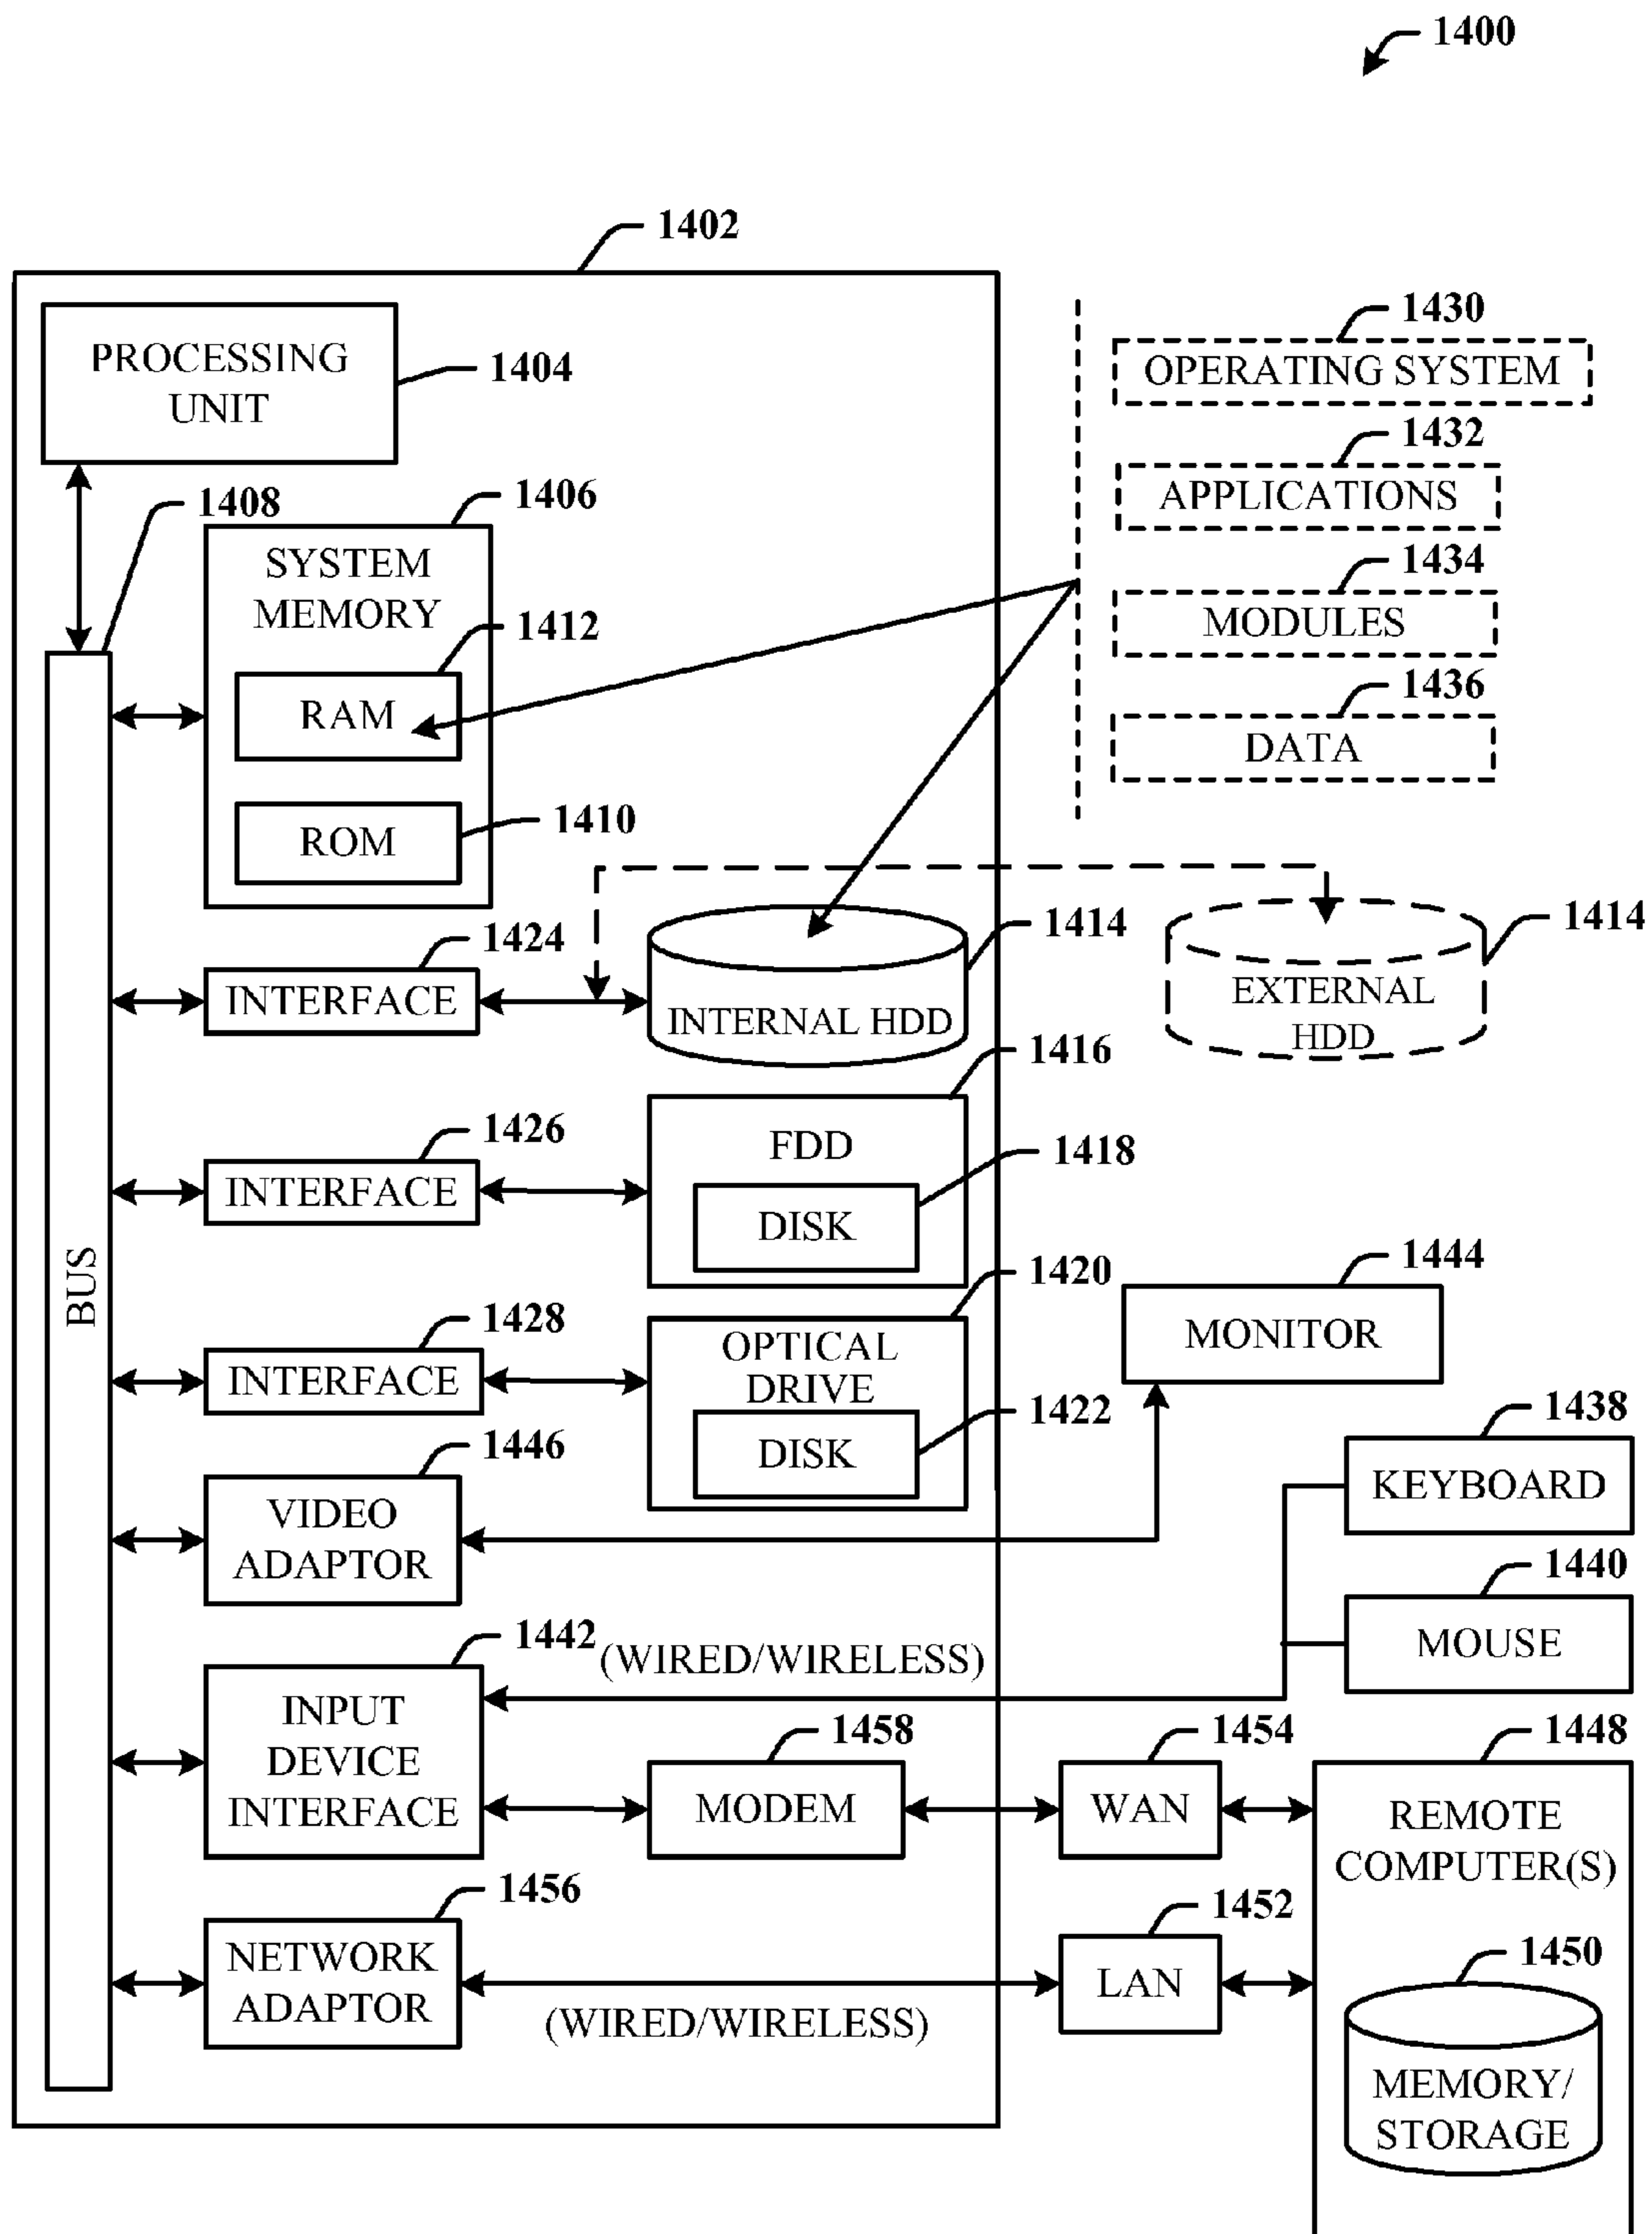 1400
1402
PROCESSING
UNIT
1404
1430
OPERATING SYSTEM
1432
APPLICATIONS
1434
MODULES
1436
DATA
1408
1406
SYSTEM
MEMORY
1412
RAM
1410
ROM
1424
INTERFACE
1414
INTERNAL HDD
1414
EXTERNAL
HDD
1426
INTERFACE
1416
FDD
1418
DISK
BUS
1428
INTERFACE
1420
OPTICAL
DRIVE
1422
DISK
1444
MONITOR
1446
VIDEO
ADAPTOR
1438
KEYBOARD
1440
MOUSE
1442
(WIRED/WIRELESS)
INPUT
DEVICE
INTERFACE
1458
MODEM
1454
WAN
1448
REMOTE
COMPUTER(S)
1456
NETWORK
ADAPTOR
(WIRED/WIRELESS)
1452
LAN
1450
MEMORY/
STORAGE